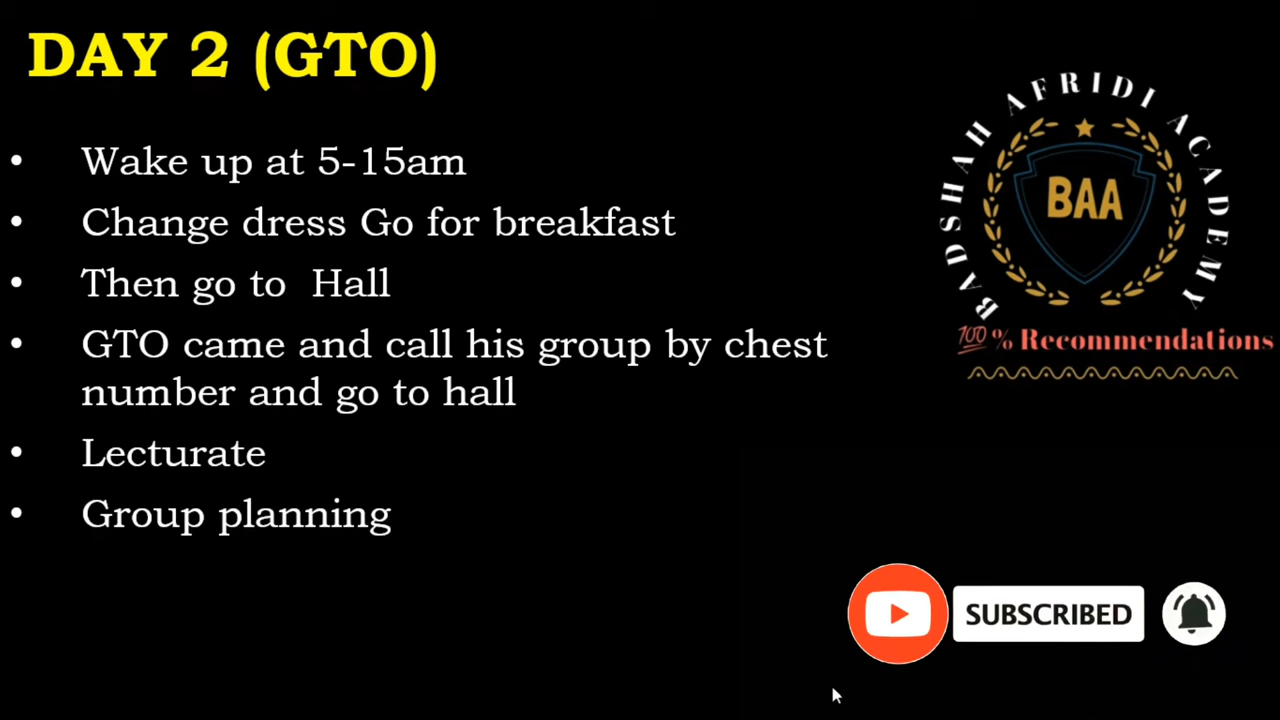 DAY 2 (GTO)
• Wake up at 5-15am
• Change dress Go for breakfast
• Then go to Hall
• GTO came and call his group by chest
number and go to hall
• Lecturate
• Group planning
BADSHAH AFRIDI ACADEMY
BAA
💯% Recommendations
SUBSCRIBED